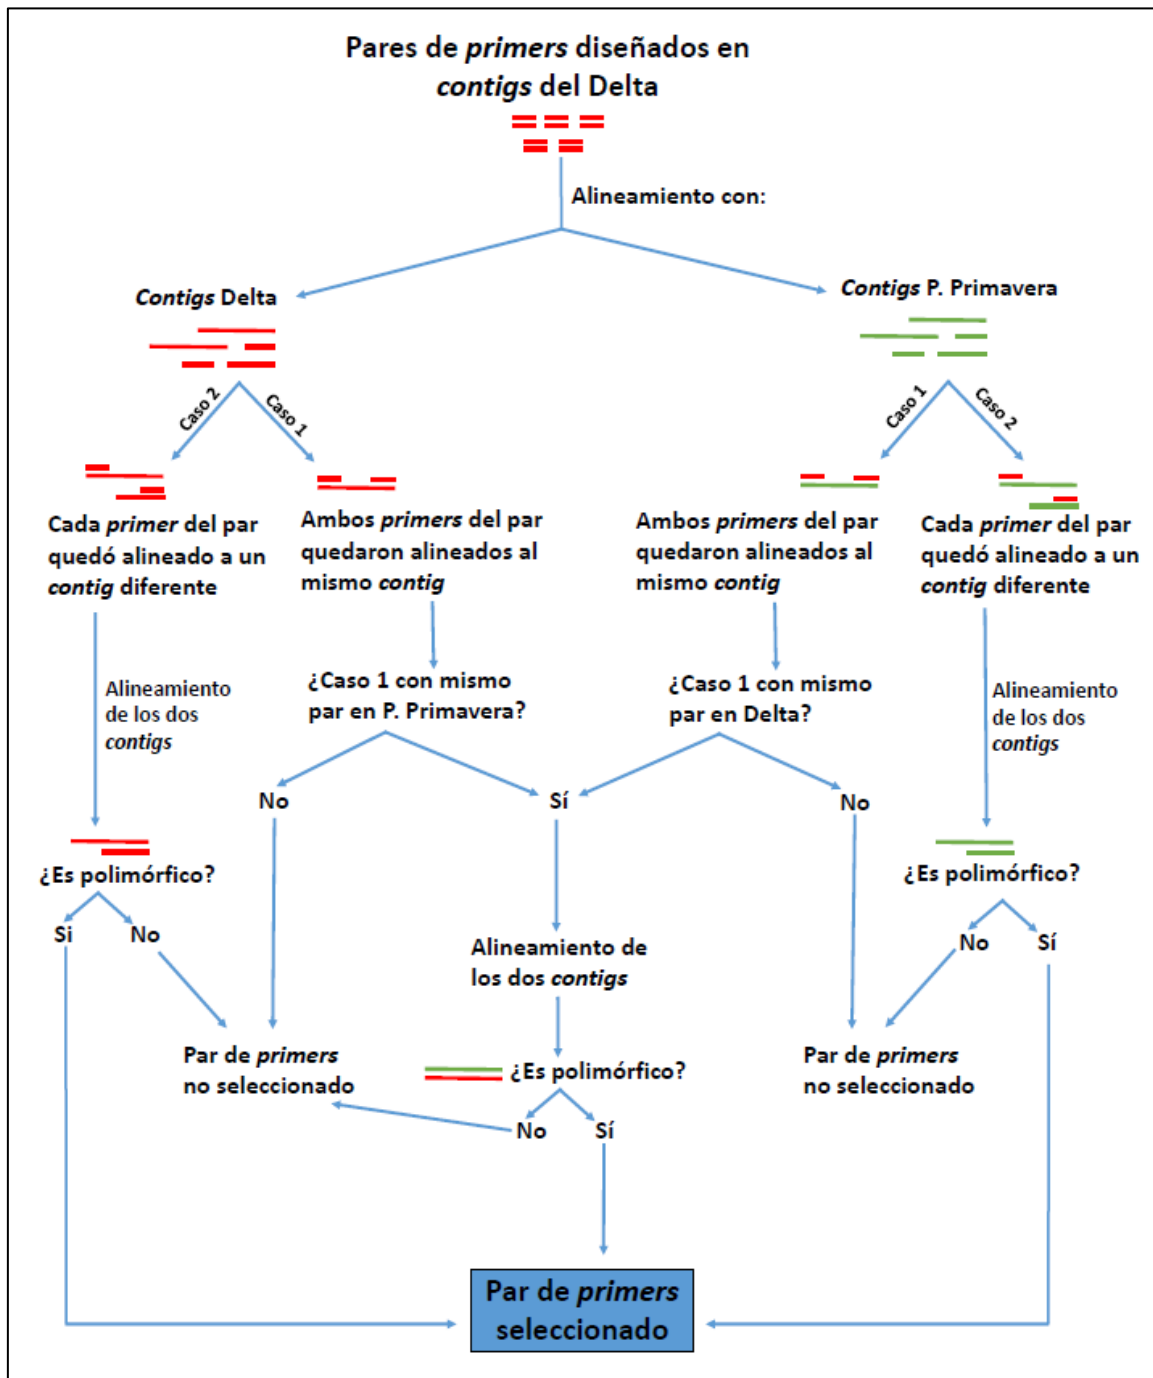 Pares de primers diseñados en
contigs del Delta
Alineamiento con:
Contigs Delta
Contigs P. Primavera
Caso 2
Caso 1
Caso 1
Caso 2
Cada primer del par
quedó alineado a un
contig diferente
Ambos primers del par
quedaron alineados al
mismo contig
Ambos primers del par
quedaron alineados al
mismo contig
Cada primer del par
quedó alineado a un
contig diferente
Alineamiento
de los dos
contigs
¿Caso 1 con mismo
par en P. Primavera?
¿Caso 1 con mismo
par en Delta?
Alineamiento
de los dos
contigs
No
Sí
No
¿Es polimórfico?
¿Es polimórfico?
Si
No
Alineamiento de
los dos contigs
No
Sí
Par de primers
no seleccionado
¿Es polimórfico?
Par de primers
no seleccionado
No
Sí
Par de primers
seleccionado